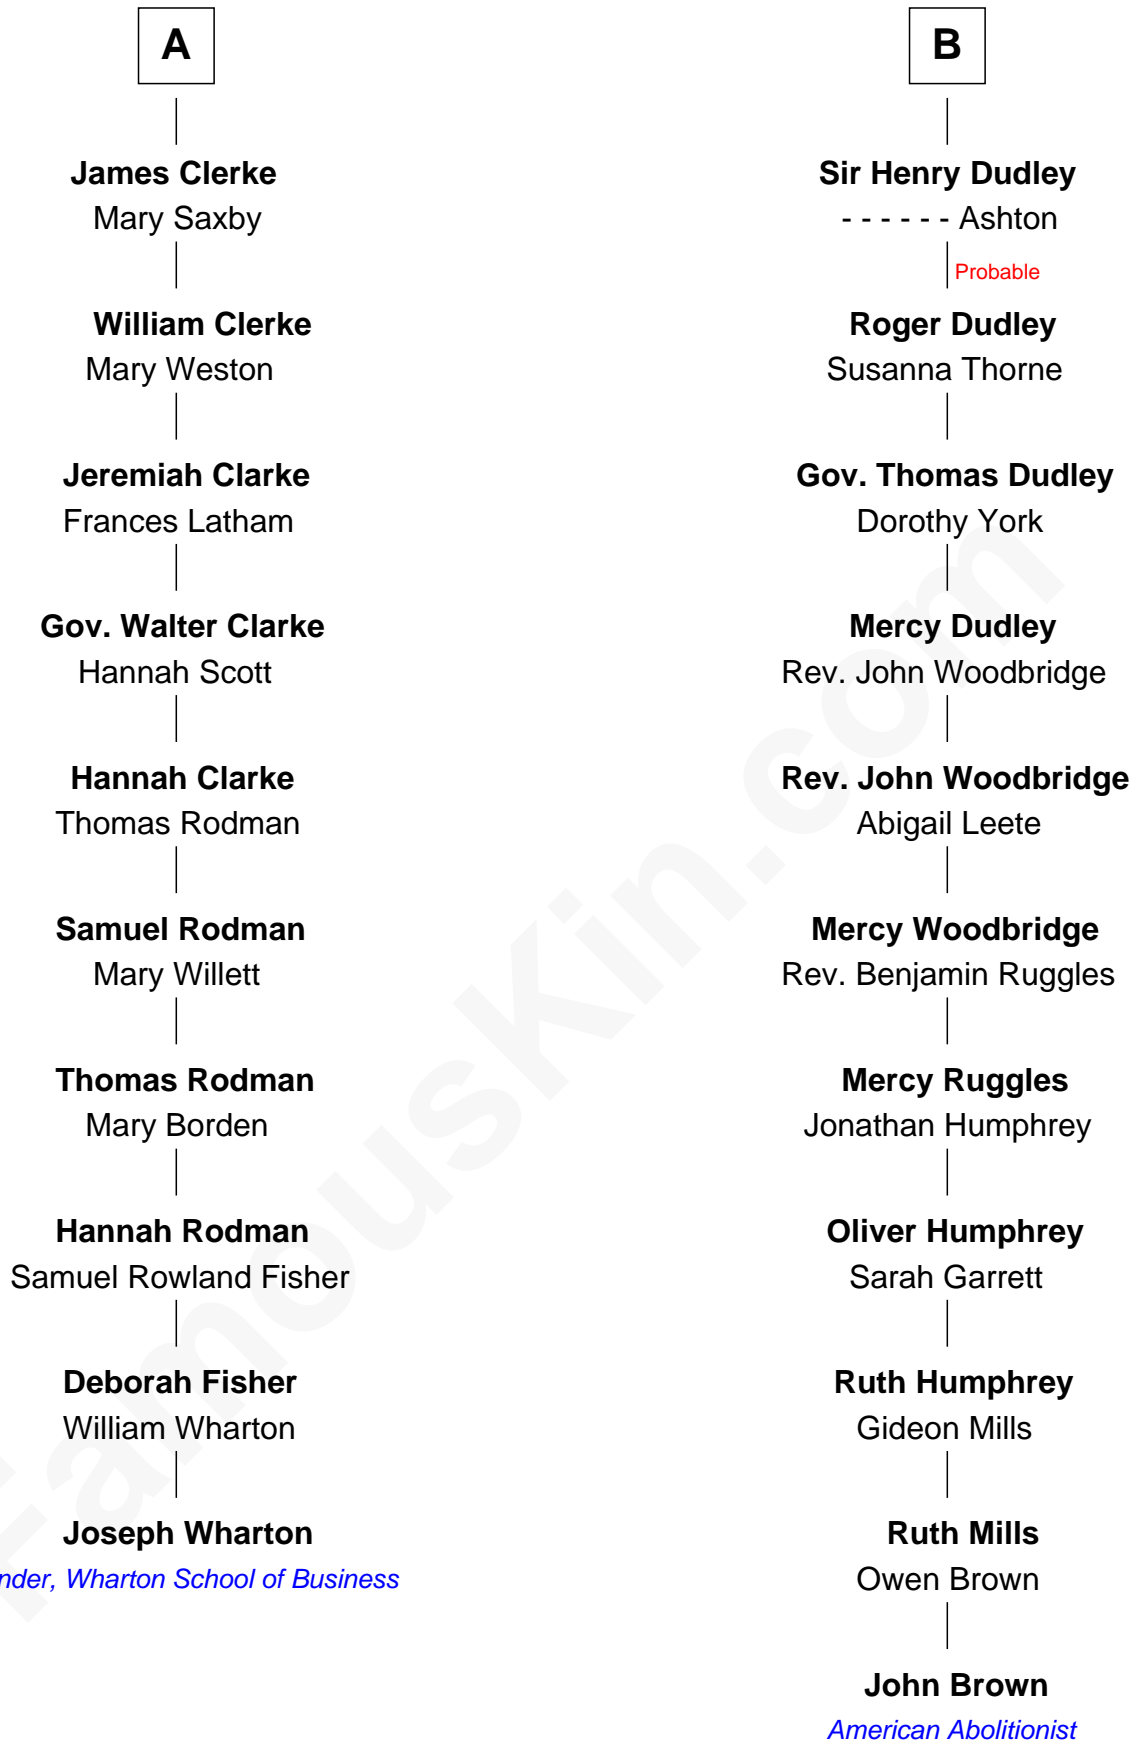 A
James Clerke
Mary Saxby
William Clerke
Mary Weston
Jeremiah Clarke
Frances Latham
Gov. Walter Clarke
Hannah Scott
Hannah Clarke
Thomas Rodman
Samuel Rodman
Mary Willett
Thomas Rodman
Mary Borden
Hannah Rodman
Samuel Rowland Fisher
Deborah Fisher
William Wharton
Joseph Wharton
nder, Wharton School of Business
B
Sir Henry Dudley
- - - - - - Ashton
Probable
Roger Dudley
Susanna Thorne
Gov. Thomas Dudley
Dorothy York
Mercy Dudley
Rev. John Woodbridge
Rev. John Woodbridge
Abigail Leete
Mercy Woodbridge
Rev. Benjamin Ruggles
Mercy Ruggles
Jonathan Humphrey
Oliver Humphrey
Sarah Garrett
Ruth Humphrey
Gideon Mills
Ruth Mills
Owen Brown
John Brown
American Abolitionist
FamousKin.com